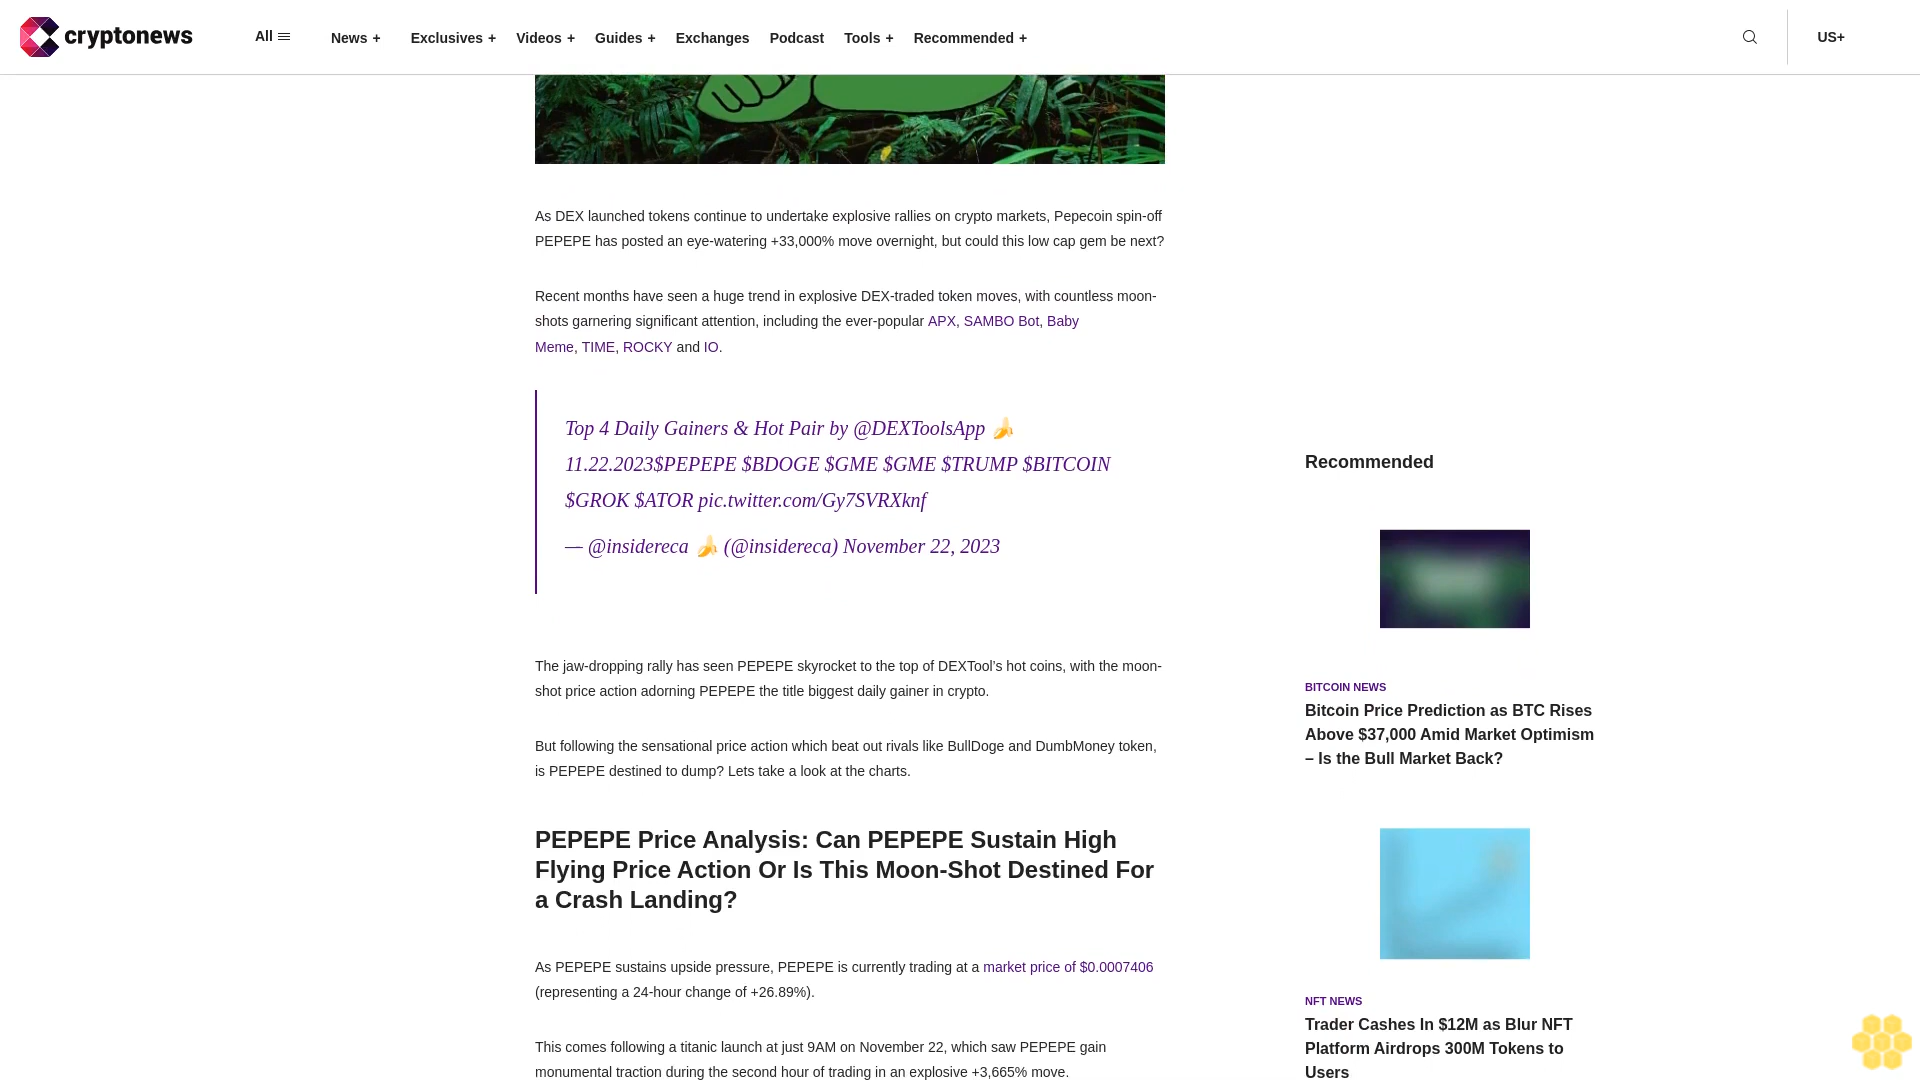 cryptonews
All
News +
Exclusives +
Videos +
Guides +
Exchanges
Podcast
Tools +
Recommended +
US+
As DEX launched tokens continue to undertake explosive rallies on crypto markets, Pepecoin spin-off
PEPEPE has posted an eye-watering +33,000% move overnight, but could this low cap gem be next?
Recent months have seen a huge trend in explosive DEX-traded token moves, with countless moon-
shots garnering significant attention, including the ever-popular APX, SAMBO Bot, Baby
Meme, TIME, ROCKY and IO.
Top 4 Daily Gainers & Hot Pair by @DEXToolsApp 🍌
11.22.2023$PEPEPE $BDOGE $GME $GME $TRUMP $BITCOIN
$GROK $ATOR pic.twitter.com/Gy7SVRXknf
— @insidereca 🍌 (@insidereca) November 22, 2023
The jaw-dropping rally has seen PEPEPE skyrocket to the top of DEXTool’s hot coins, with the moon-
shot price action adorning PEPEPE the title biggest daily gainer in crypto.
But following the sensational price action which beat out rivals like BullDoge and DumbMoney token,
is PEPEPE destined to dump? Lets take a look at the charts.
PEPEPE Price Analysis: Can PEPEPE Sustain High
Flying Price Action Or Is This Moon-Shot Destined For
a Crash Landing?
As PEPEPE sustains upside pressure, PEPEPE is currently trading at a market price of $0.0007406
(representing a 24-hour change of +26.89%).
This comes following a titanic launch at just 9AM on November 22, which saw PEPEPE gain
monumental traction during the second hour of trading in an explosive +3,665% move.
Recommended
BITCOIN NEWS
Bitcoin Price Prediction as BTC Rises
Above $37,000 Amid Market Optimism
– Is the Bull Market Back?
NFT NEWS
Trader Cashes In $12M as Blur NFT
Platform Airdrops 300M Tokens to
Users